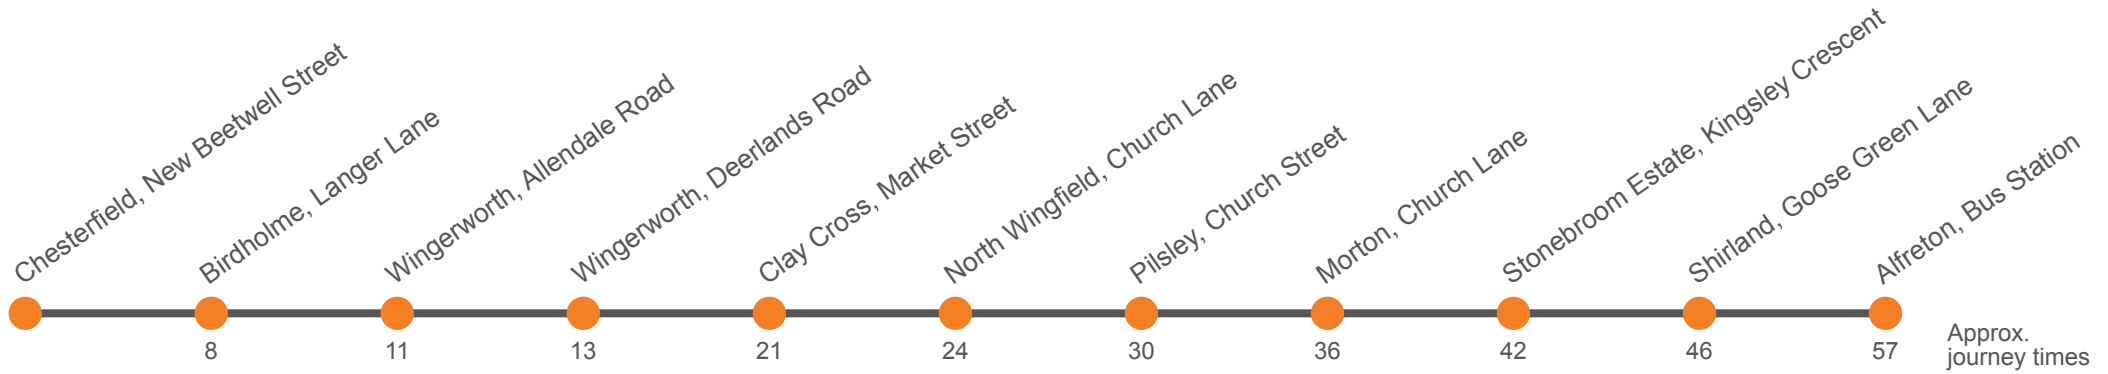 Chesterfield, New Beetwell Street
Birdholme, Langer Lane
Wingerworth, Allendale Road
Wingerworth, Deerlands Road
Clay Cross, Market Street
North Wingfield, Church Lane
Pilsley, Church Street
Morton, Church Lane
Stonebroom Estate, Kingsley Crescent
Shirland, Goose Green Lane
Alfreton, Bus Station
8 11 13 21 24 30 36 42 46 57
Approx.
journey times